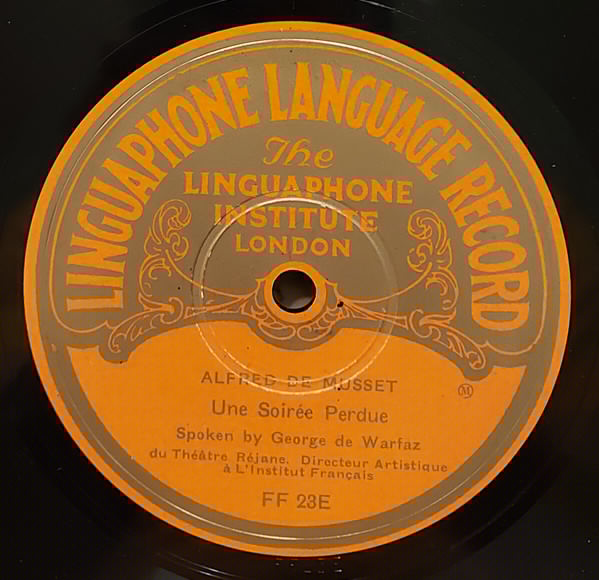 LINGUAPHONE LANGUAGE RECORD
The
LINGUAPHONE
INSTITUTE
LONDON
ALFRED DE MUSSET
M
Une Soirée Perdue
Spoken by George de Warfaz
du Théâtre Réjane. Directeur Artistique
à L'Institut Français
FF 23E